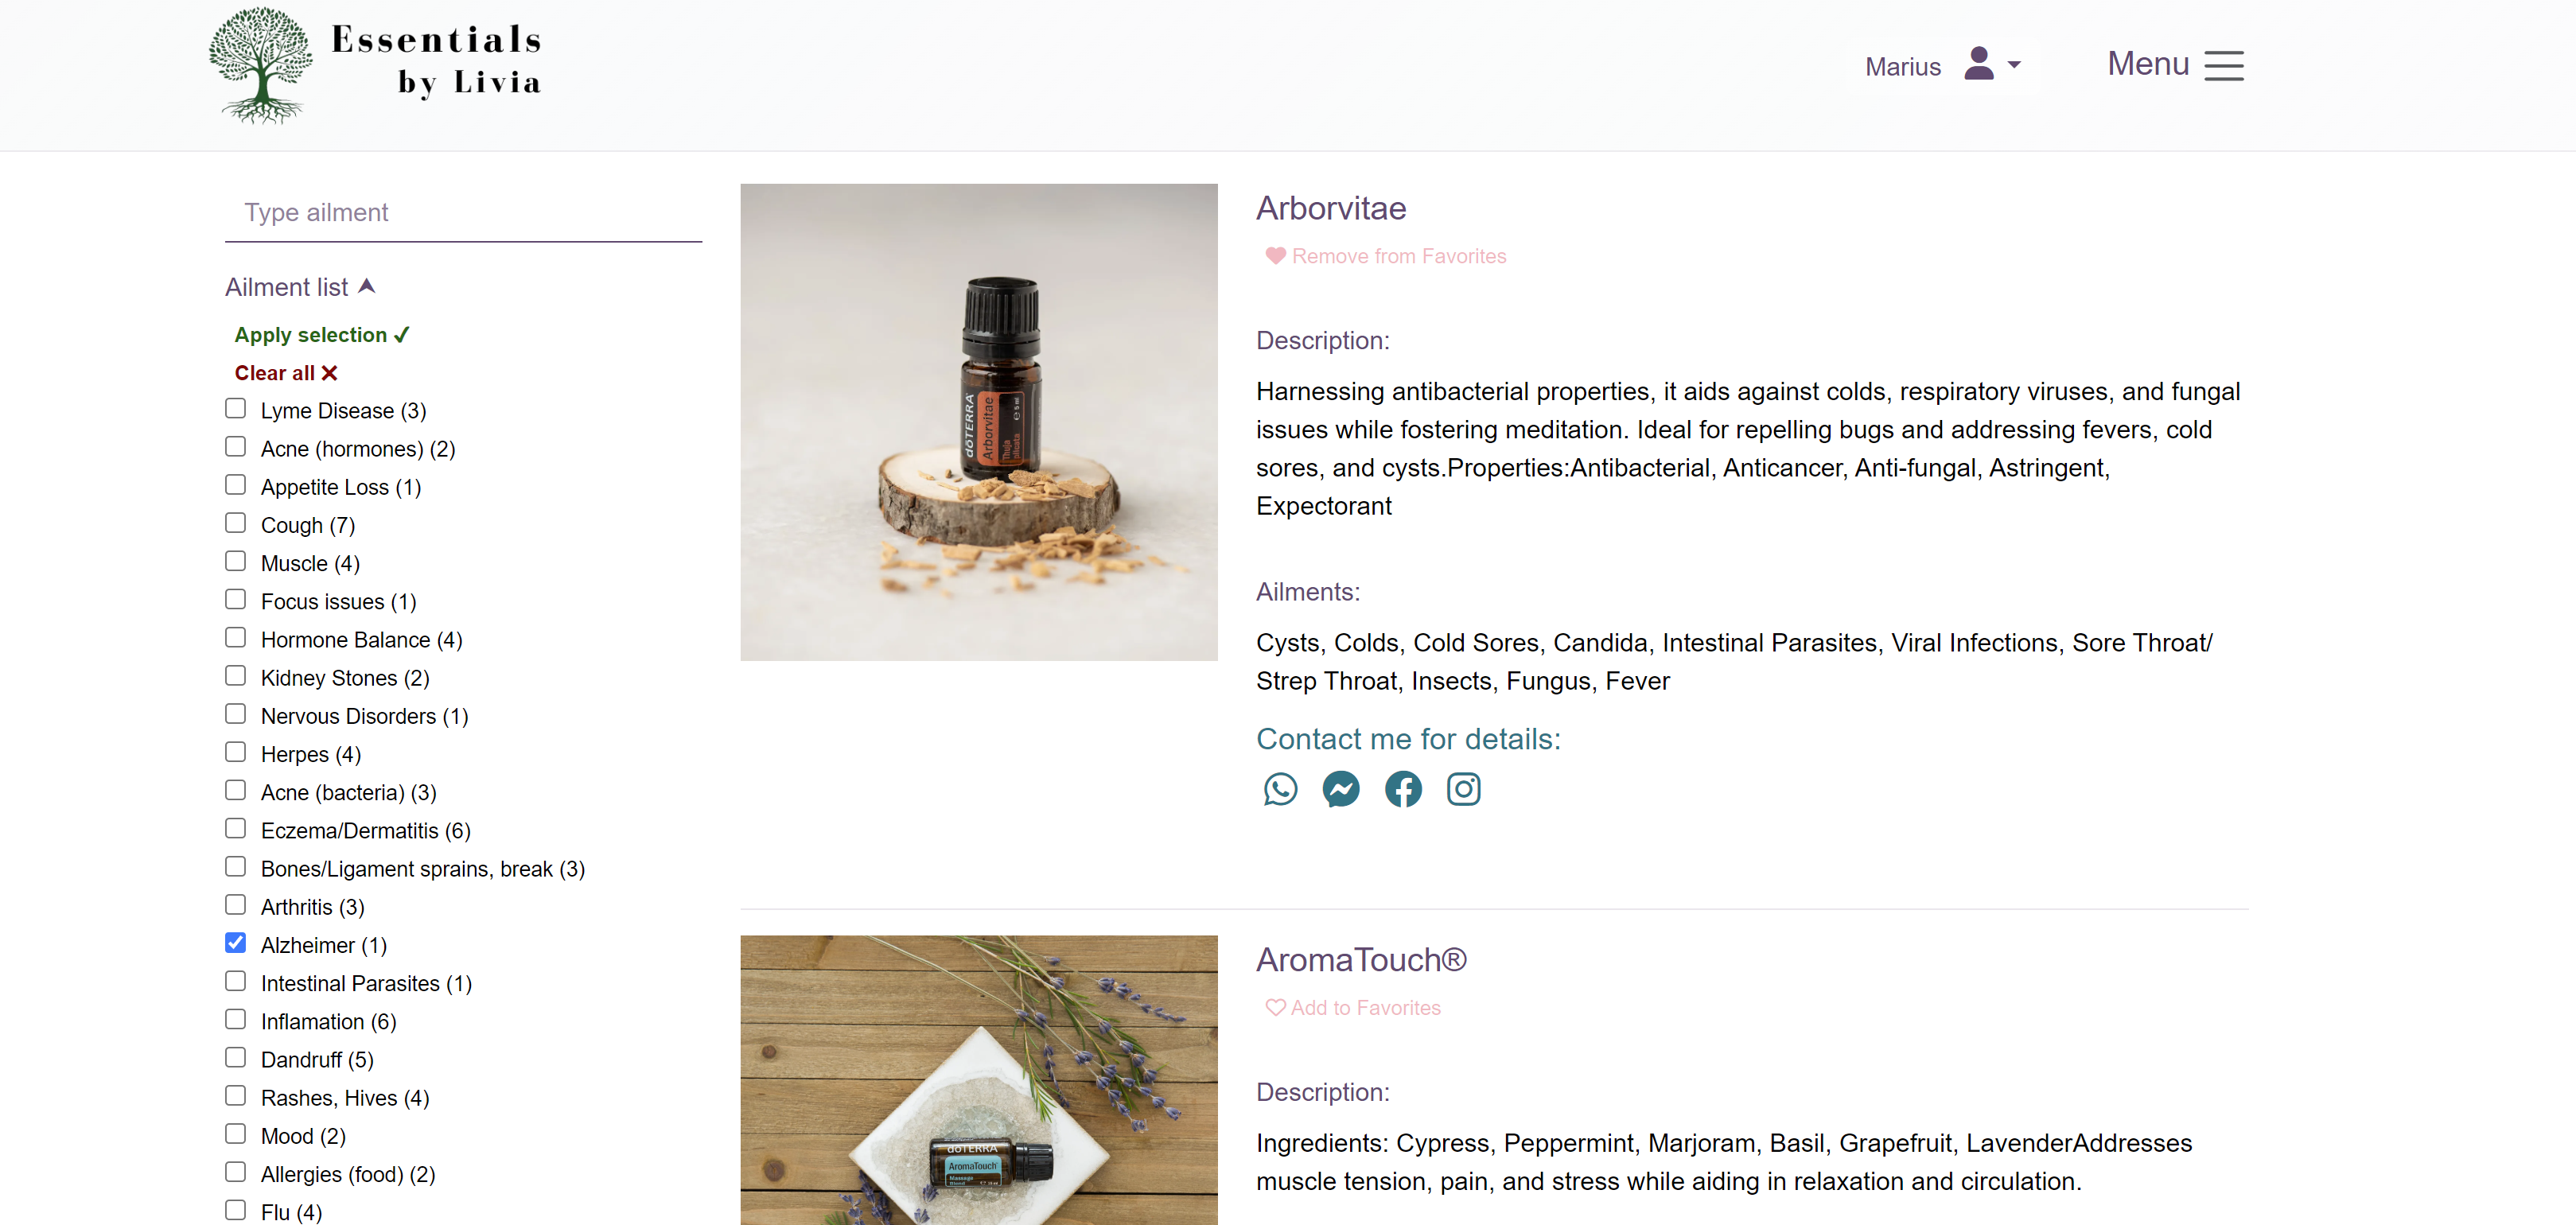 Essentials
by Livia
Marius
Menu
Type ailment
Ailment list
Apply selection
Clear all
Lyme Disease (3)
Acne (hormones) (2)
Appetite Loss (1)
Cough (7)
Muscle (4)
Focus issues (1)
Hormone Balance (4)
Kidney Stones (2)
Nervous Disorders (1)
Herpes (4)
Acne (bacteria) (3)
Eczema/Dermatitis (6)
Bones/Ligament sprains, break (3)
Arthritis (3)
Alzheimer (1)
Intestinal Parasites (1)
Inflamation (6)
Dandruff (5)
Rashes, Hives (4)
Mood (2)
Allergies (food) (2)
Flu (4)
dōTERRA
Arborvitae
Thuja
plicata
5 ml
Arborvitae
Remove from Favorites
Description:
Harnessing antibacterial properties, it aids against colds, respiratory viruses, and fungal
issues while fostering meditation. Ideal for repelling bugs and addressing fevers, cold
sores, and cysts.Properties:Antibacterial, Anticancer, Anti-fungal, Astringent,
Expectorant
Ailments:
Cysts, Colds, Cold Sores, Candida, Intestinal Parasites, Viral Infections, Sore Throat/
Strep Throat, Insects, Fungus, Fever
Contact me for details:
dōTERRA
AromaTouch
Massage
Blend
AromaTouch®
Add to Favorites
Description:
Ingredients: Cypress, Peppermint, Marjoram, Basil, Grapefruit, LavenderAddresses
muscle tension, pain, and stress while aiding in relaxation and circulation.